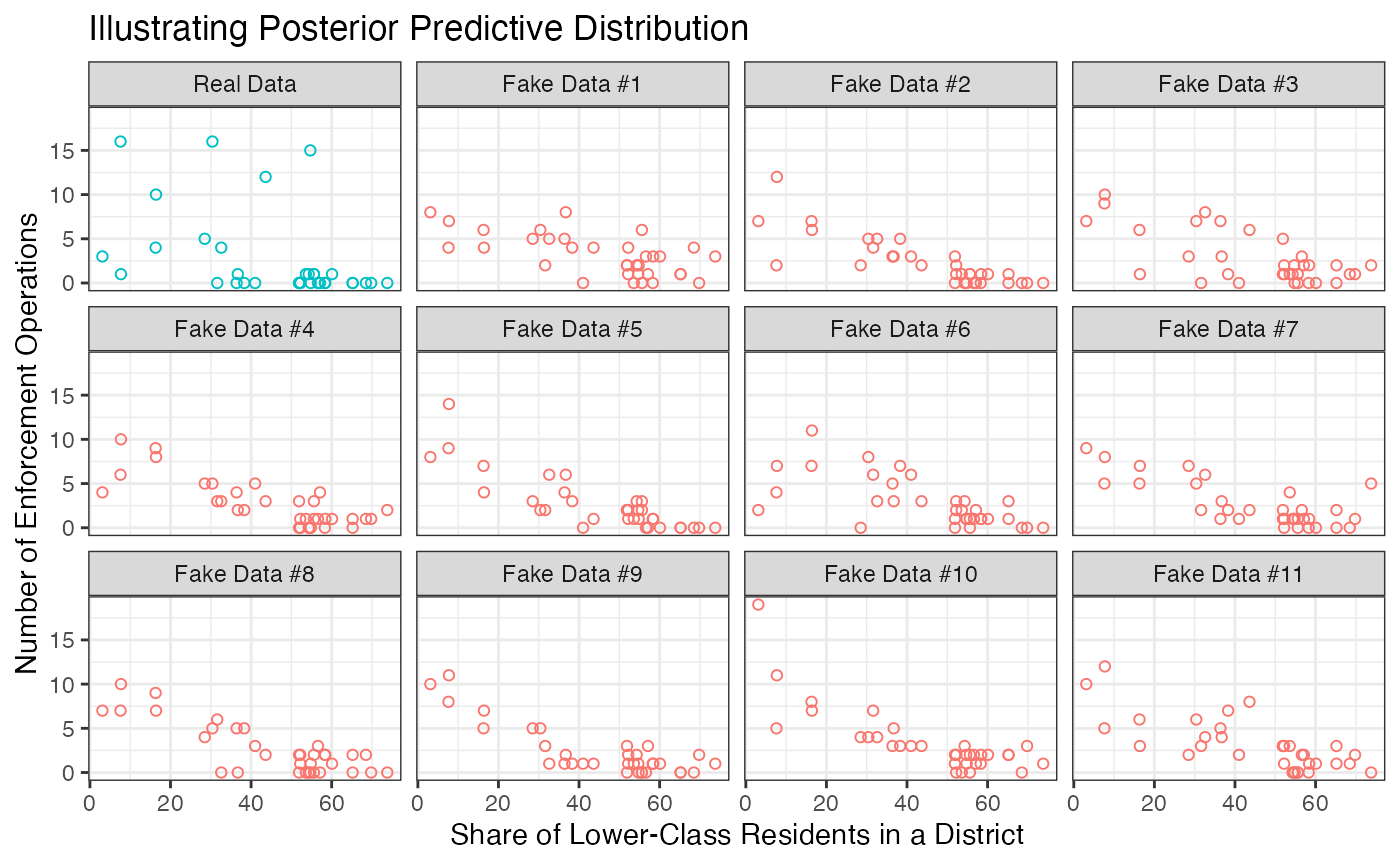 Illustrating Posterior Predictive Distribution
Real Data
Fake Data #1
Fake Data #2
Fake Data #3
15
10
5
0
Fake Data #4
Fake Data #5
Fake Data #6
Fake Data #7
15
10
5
0
Fake Data #8
Fake Data #9
Fake Data #10
Fake Data #11
15
10
5
0
0 20 40 60
0 20 40 60
0 20 40 60
0 20 40 60
Number of Enforcement Operations
Share of Lower-Class Residents in a District